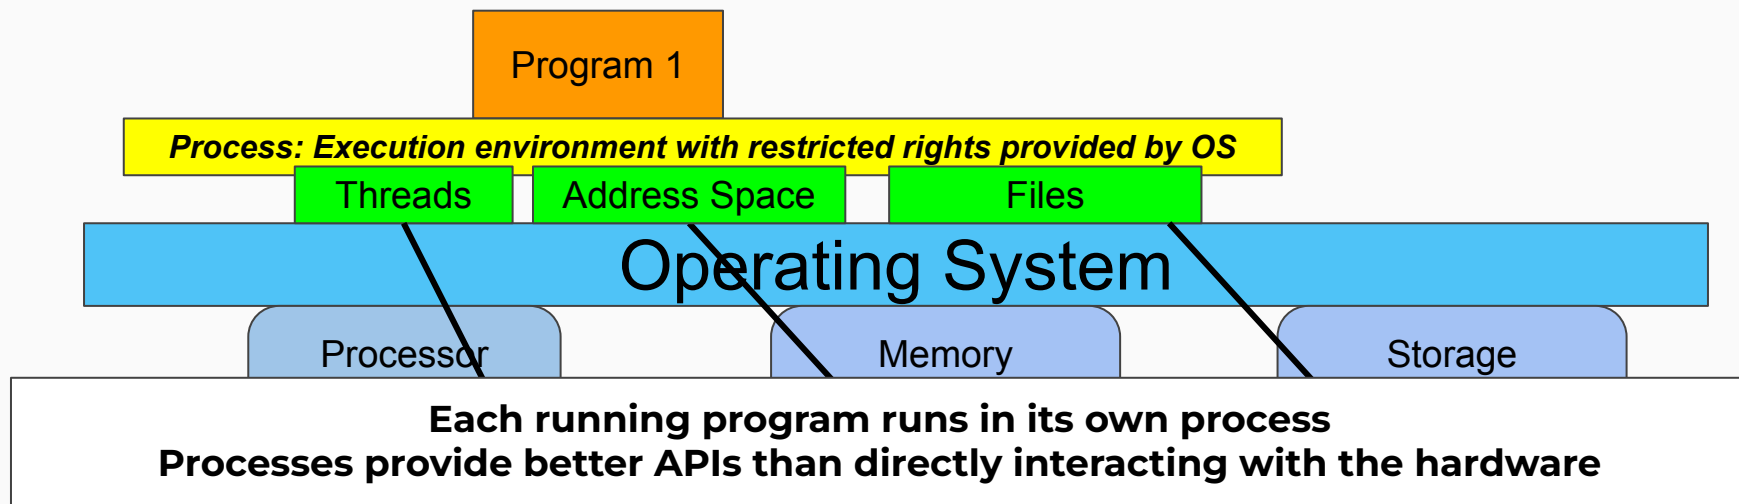 Program 1
Process: Execution environment with restricted rights provided by OS
Threads
Address Space
Files
Operating System
Processor
Memory
Storage
Each running program runs in its own process
Processes provide better APIs than directly interacting with the hardware